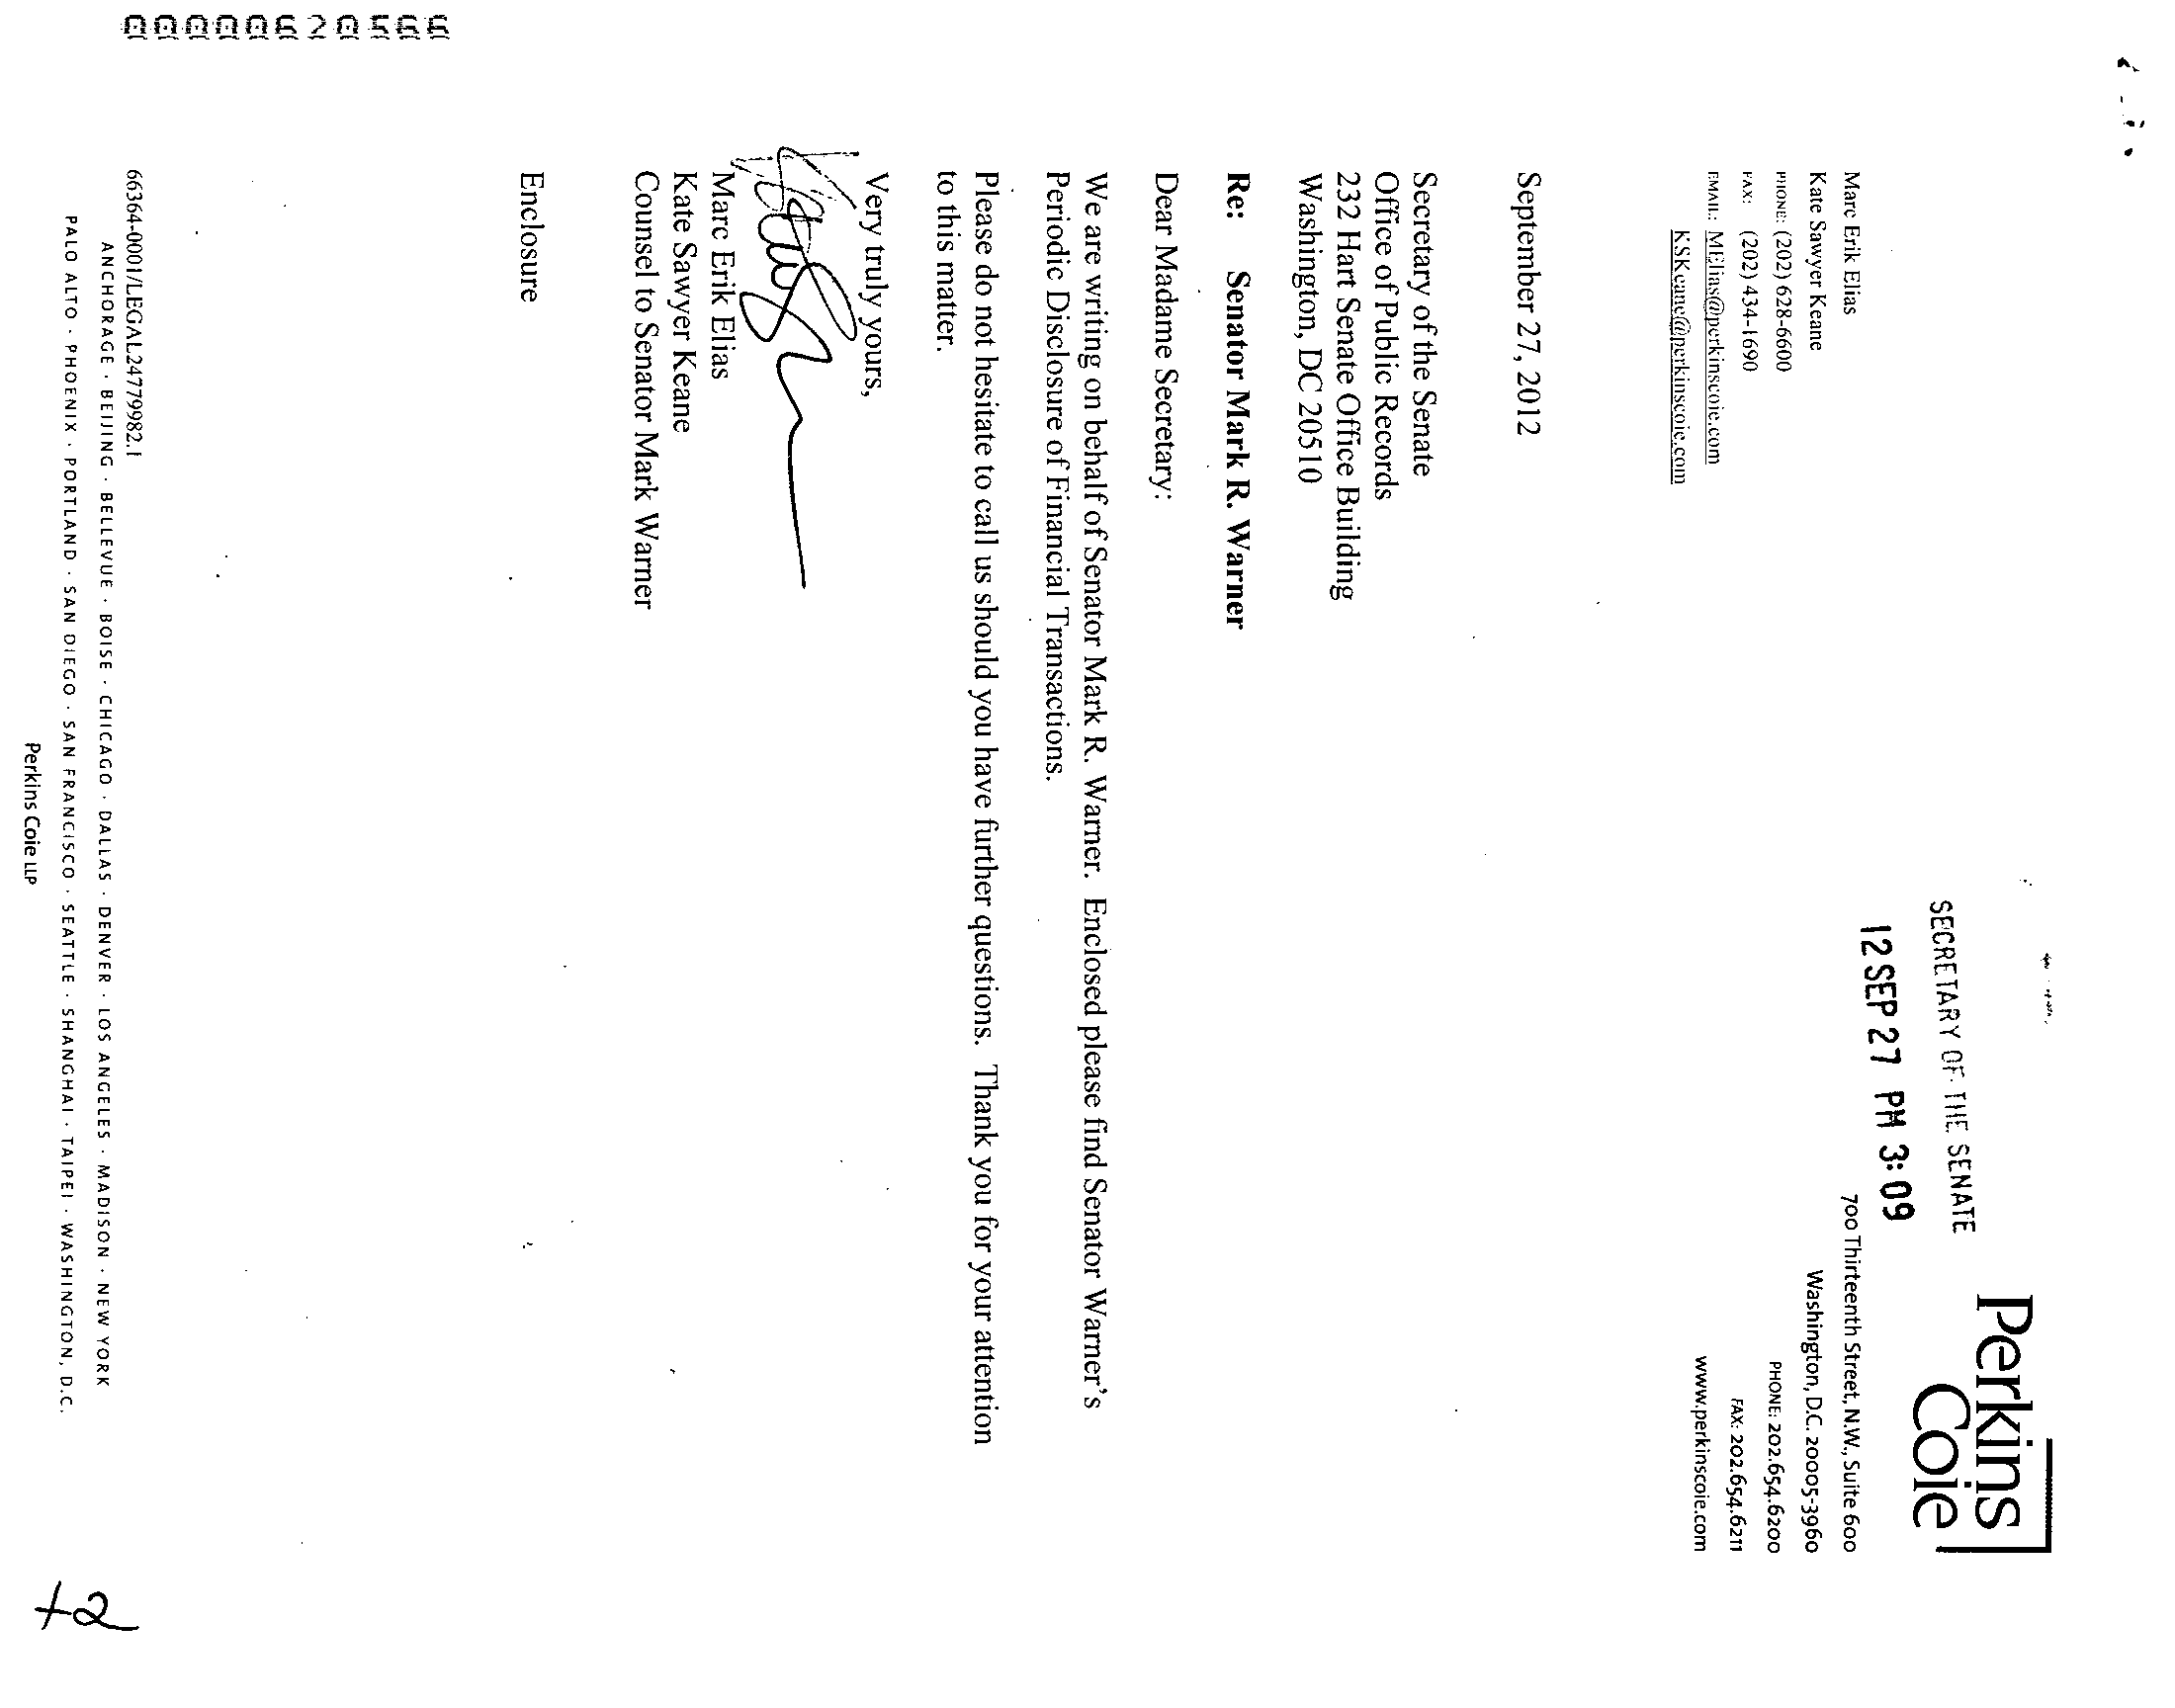 SECRETARY OF THE SENATE
12 SEP 27 PM 3:09
Perkins
Coie
Marc Erik Elias
Kate Sawyer Keane
PHONE: (202) 628-6600
FAX: (202) 434-1690
EMAIL: MElias@perkinscoie.com
KSKeane@perkinscoie.com
700 Thirteenth Street, N.W., Suite 600
Washington, D.C. 20005-3960
PHONE: 202.654.6200
FAX: 202.654.6211
www.perkinscoie.com
September 27, 2012
Secretary of the Senate
Office of Public Records
232 Hart Senate Office Building
Washington, DC 20510
Re: Senator Mark R. Warner
Dear Madame Secretary:
We are writing on behalf of Senator Mark R. Warner. Enclosed please find Senator Warner's
Periodic Disclosure of Financial Transactions.
Please do not hesitate to call us should you have further questions. Thank you for your attention
to this matter.
Very truly yours,
Marc Erik Elias
Kate Sawyer Keane
Counsel to Senator Mark Warner
Enclosure
66364-0001/LEGAL24779982.1
ANCHORAGE · BEIJING · BELLEVUE · BOISE · CHICAGO · DALLAS · DENVER · LOS ANGELES · MADISON · NEW YORK
PALO ALTO · PHOENIX · PORTLAND · SAN DIEGO · SAN FRANCISCO · SEATTLE · SHANGHAI · TAIPEI · WASHINGTON, D.C.
Perkins Coie LLP
+2